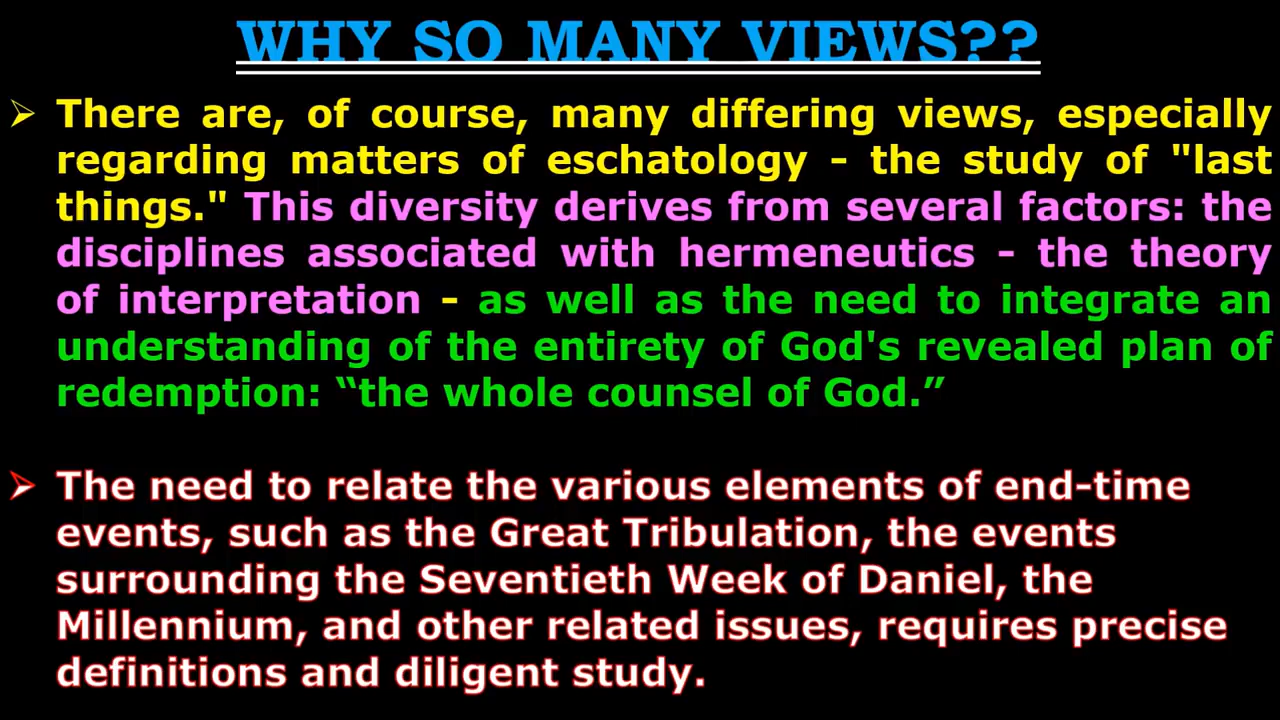 WHY SO MANY VIEWS??
➢ There are, of course, many differing views, especially
regarding matters of eschatology - the study of "last
things." This diversity derives from several factors: the
disciplines associated with hermeneutics - the theory
of interpretation - as well as the need to integrate an
understanding of the entirety of God's revealed plan of
redemption: “the whole counsel of God.”
➢ The need to relate the various elements of end-time
events, such as the Great Tribulation, the events
surrounding the Seventieth Week of Daniel, the
Millennium, and other related issues, requires precise
definitions and diligent study.